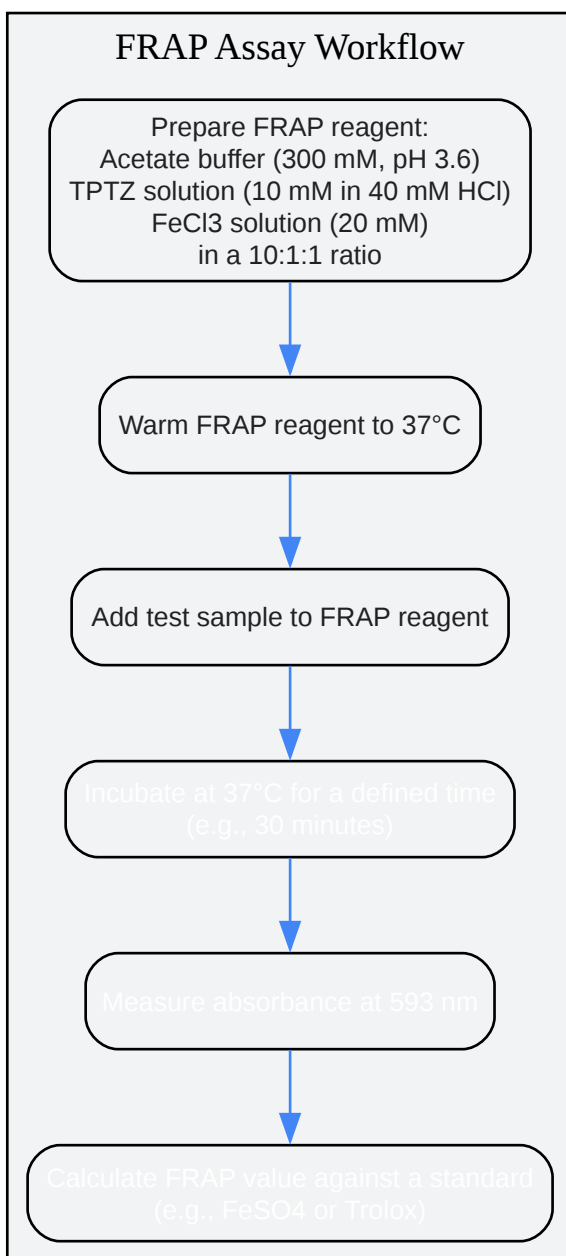 FRAP Assay Workflow
Prepare FRAP reagent:
Acetate buffer (300 mM, pH 3.6)
TPTZ solution (10 mM in 40 mM HCl)
FeCl3 solution (20 mM)
in a 10:1:1 ratio
Warm FRAP reagent to 37°C
Add test sample to FRAP reagent
Incubate at 37°C for a defined time
(e.g., 30 minutes)
Measure absorbance at 593 nm
Calculate FRAP value against a standard
(e.g., FeSO4 or Trolox)